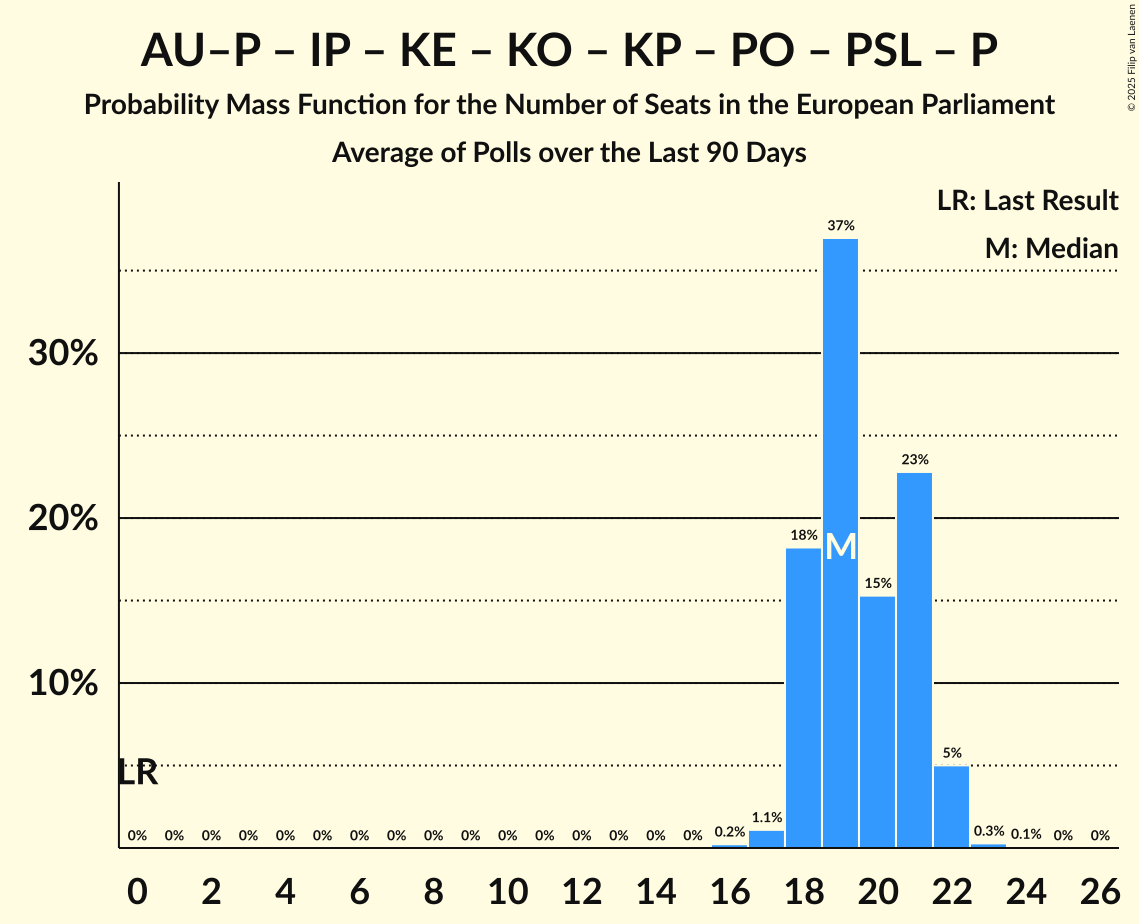 AU–P – IP – KE – KO – KP – PO – PSL – P
Probability Mass Function for the Number of Seats in the European Parliament
Average of Polls over the Last 90 Days
© 2025 Filip van Laenen
LR: Last Result
M: Median
37%
30%
23%
20%
18%
M
15%
10%
LR
5%
0% 0% 0% 0% 0% 0% 0% 0% 0% 0% 0% 0% 0% 0% 0% 0% 0.2% 1.1% 0.3% 0.1% 0% 0%
0 2 4 6 8 10 12 14 16 18 20 22 24 26